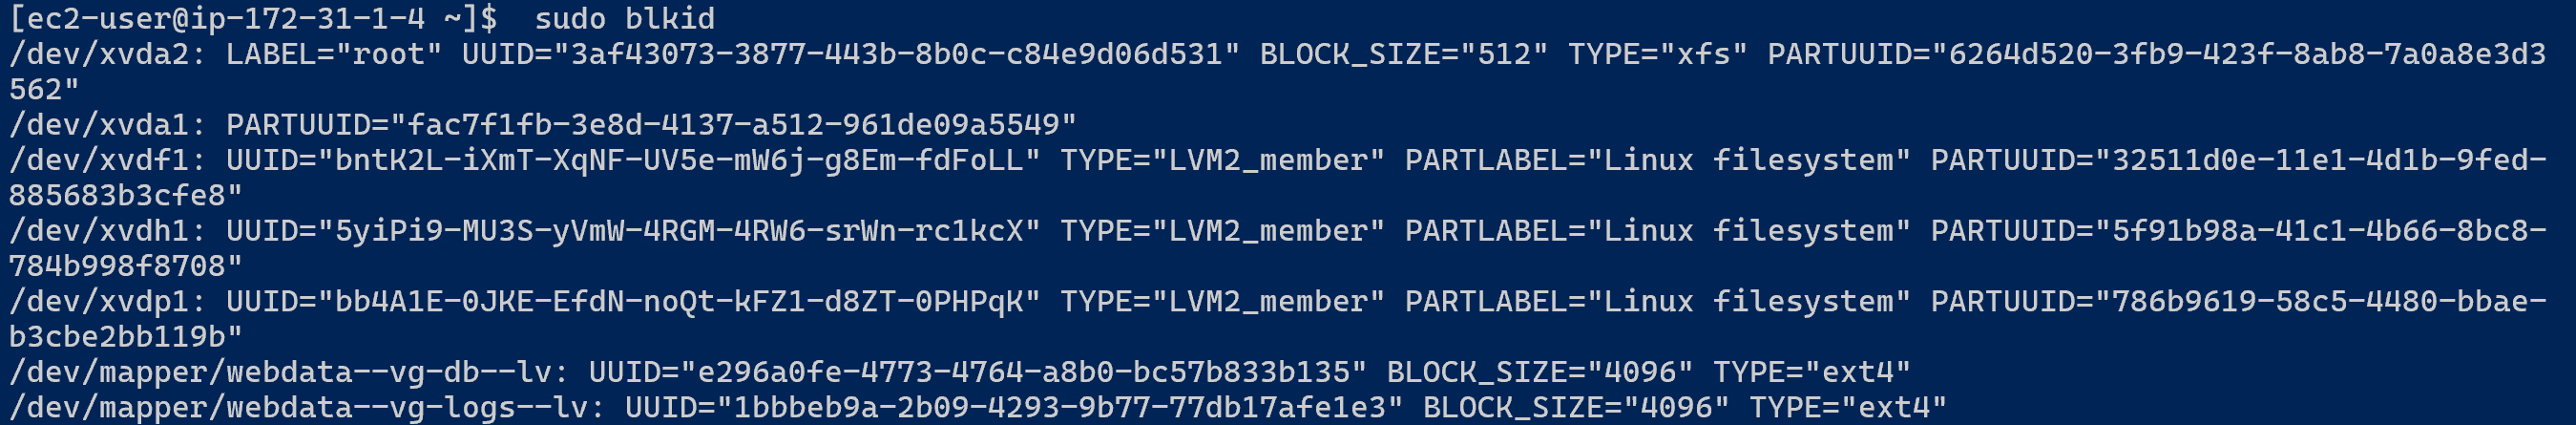 [ec2-user@ip-172-31-1-4 ~]$  sudo blkid
/dev/xvda2: LABEL="root" UUID="3af43073-3877-443b-8b0c-c84e9d06d531" BLOCK_SIZE="512" TYPE="xfs" PARTUUID="6264d520-3fb9-423f-8ab8-7a0a8e3d3
562"
/dev/xvda1: PARTUUID="fac7f1fb-3e8d-4137-a512-961de09a5549"
/dev/xvdf1: UUID="bntK2L-iXmT-XqNF-UV5e-mW6j-g8Em-fdFoLL" TYPE="LVM2_member" PARTLABEL="Linux filesystem" PARTUUID="32511d0e-11e1-4d1b-9fed-
885683b3cfe8"
/dev/xvdh1: UUID="5yiPi9-MU3S-yVmW-4RGM-4RW6-srWn-rc1kcX" TYPE="LVM2_member" PARTLABEL="Linux filesystem" PARTUUID="5f91b98a-41c1-4b66-8bc8-
784b998f8708"
/dev/xvdp1: UUID="bb4A1E-0JKE-EfdN-noQt-kFZ1-d8ZT-0PHPqK" TYPE="LVM2_member" PARTLABEL="Linux filesystem" PARTUUID="786b9619-58c5-4480-bbae-
b3cbe2bb119b"
/dev/mapper/webdata--vg-db--lv: UUID="e296a0fe-4773-4764-a8b0-bc57b833b135" BLOCK_SIZE="4096" TYPE="ext4"
/dev/mapper/webdata--vg-logs--lv: UUID="1bbbeb9a-2b09-4293-9b77-77db17afe1e3" BLOCK_SIZE="4096" TYPE="ext4"